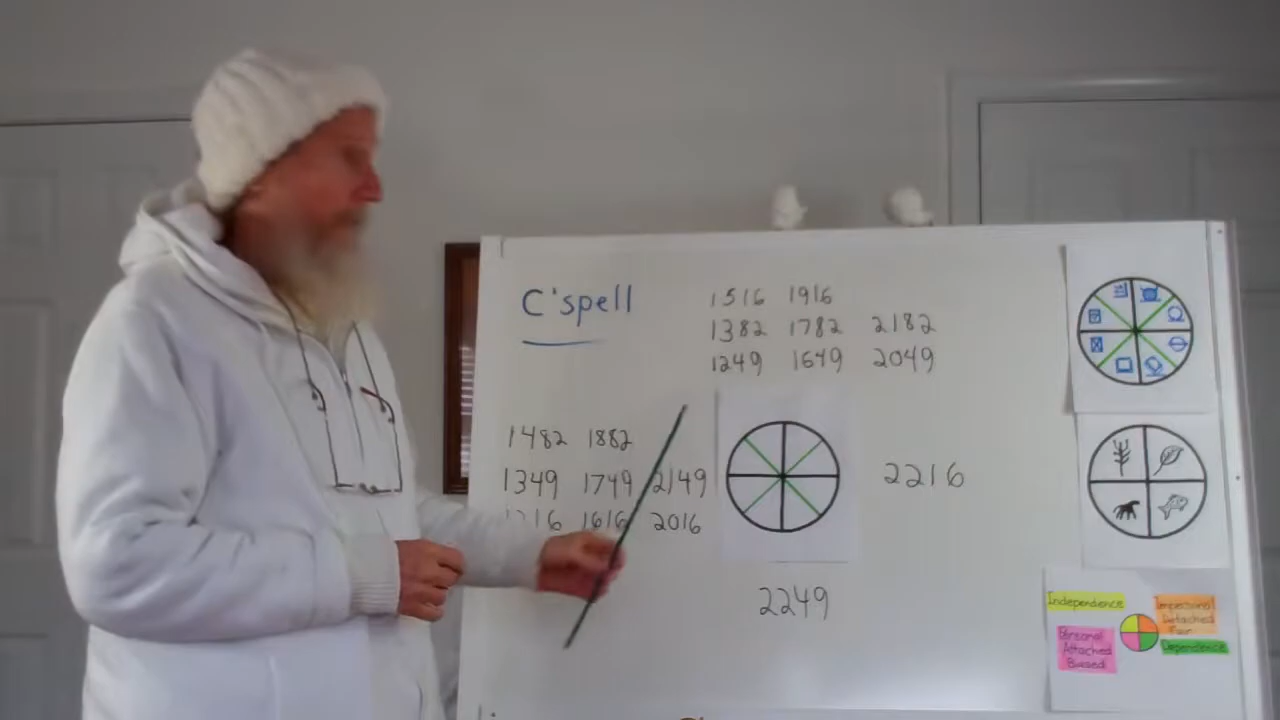 C'spell
1516 1916
1382 1782 2182
1249 1649 2049
1482 1882
1349 1749 2149
1216 1616 2016
2216
2249
Independence
Impersonal
Detached
Fair
Personal
Attached
Biased
Dependence